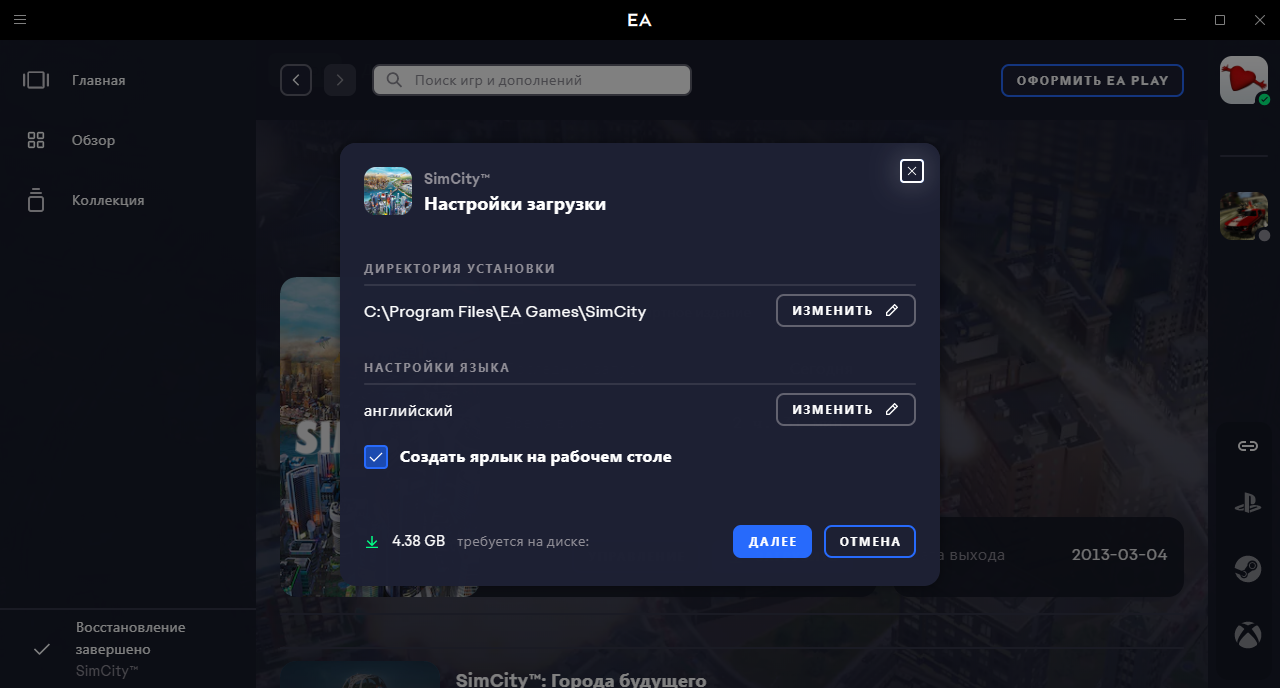 EA
Главная
Обзор
Коллекция
Поиск игр и дополнений
ОФОРМИТЬ EA PLAY
SimCity™
Настройки загрузки
ДИРЕКТОРИЯ УСТАНОВКИ
C:\Program Files\EA Games\SimCity
ИЗМЕНИТЬ
НАСТРОЙКИ ЯЗЫКА
английский
ИЗМЕНИТЬ
Создать ярлык на рабочем столе
4.38 GB требуется на диске:
ДАЛЕЕ
ОТМЕНА
выхода
2013-03-04
Восстановление
завершено
SimCity™
SimCity™: Города будущего